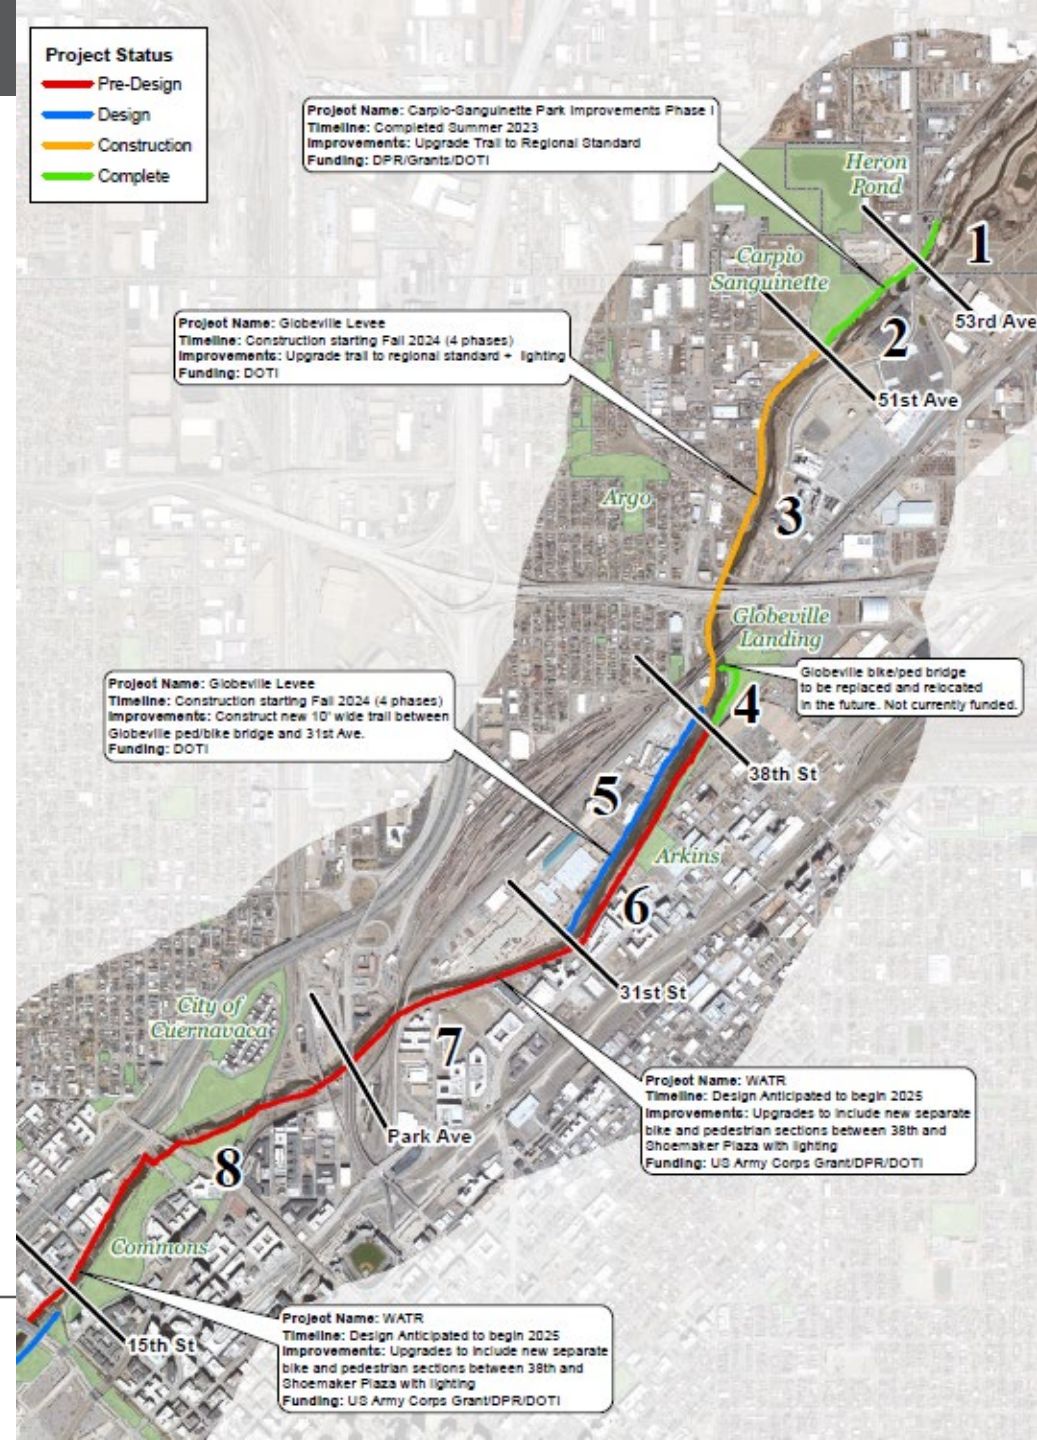 Project Status
Pre-Design
Design
Construction
Complete
Project Name: Carpio-Sanguinette Park Improvements Phase I
Timeline: Completed Summer 2023
Improvements: Upgrade Trail to Regional Standard
Funding: DPR/Grants/DOTI
Heron
Pond
1
Carpio
Sanguinette
53rd Ave
2
Project Name: Globeville Levee
Timeline: Construction starting Fall 2024 (4 phases)
Improvements: Upgrade trail to regional standard + lighting
Funding: DOTI
51st Ave
Argo
3
Globeville
Landing
Globeville bike/ped bridge
to be replaced and relocated
in the future. Not currently funded.
Project Name: Globeville Levee
Timeline: Construction starting Fall 2024 (4 phases)
Improvements: Construct new 10' wide trail between
Globeville ped/bike bridge and 31st Ave.
Funding: DOTI
4
38th St
5
Arkins
6
31st St
City of
Cuernavaca
7
Project Name: WATR
Timeline: Design Anticipated to begin 2025
Improvements: Upgrades to include new separate
bike and pedestrian sections between 38th and
Shoemaker Plaza with lighting
Funding: US Army Corps Grant/DPR/DOTI
Park Ave
8
Commons
15th St
Project Name: WATR
Timeline: Design Anticipated to begin 2025
Improvements: Upgrades to include new separate
bike and pedestrian sections between 38th and
Shoemaker Plaza with lighting
Funding: US Army Corps Grant/DPR/DOTI